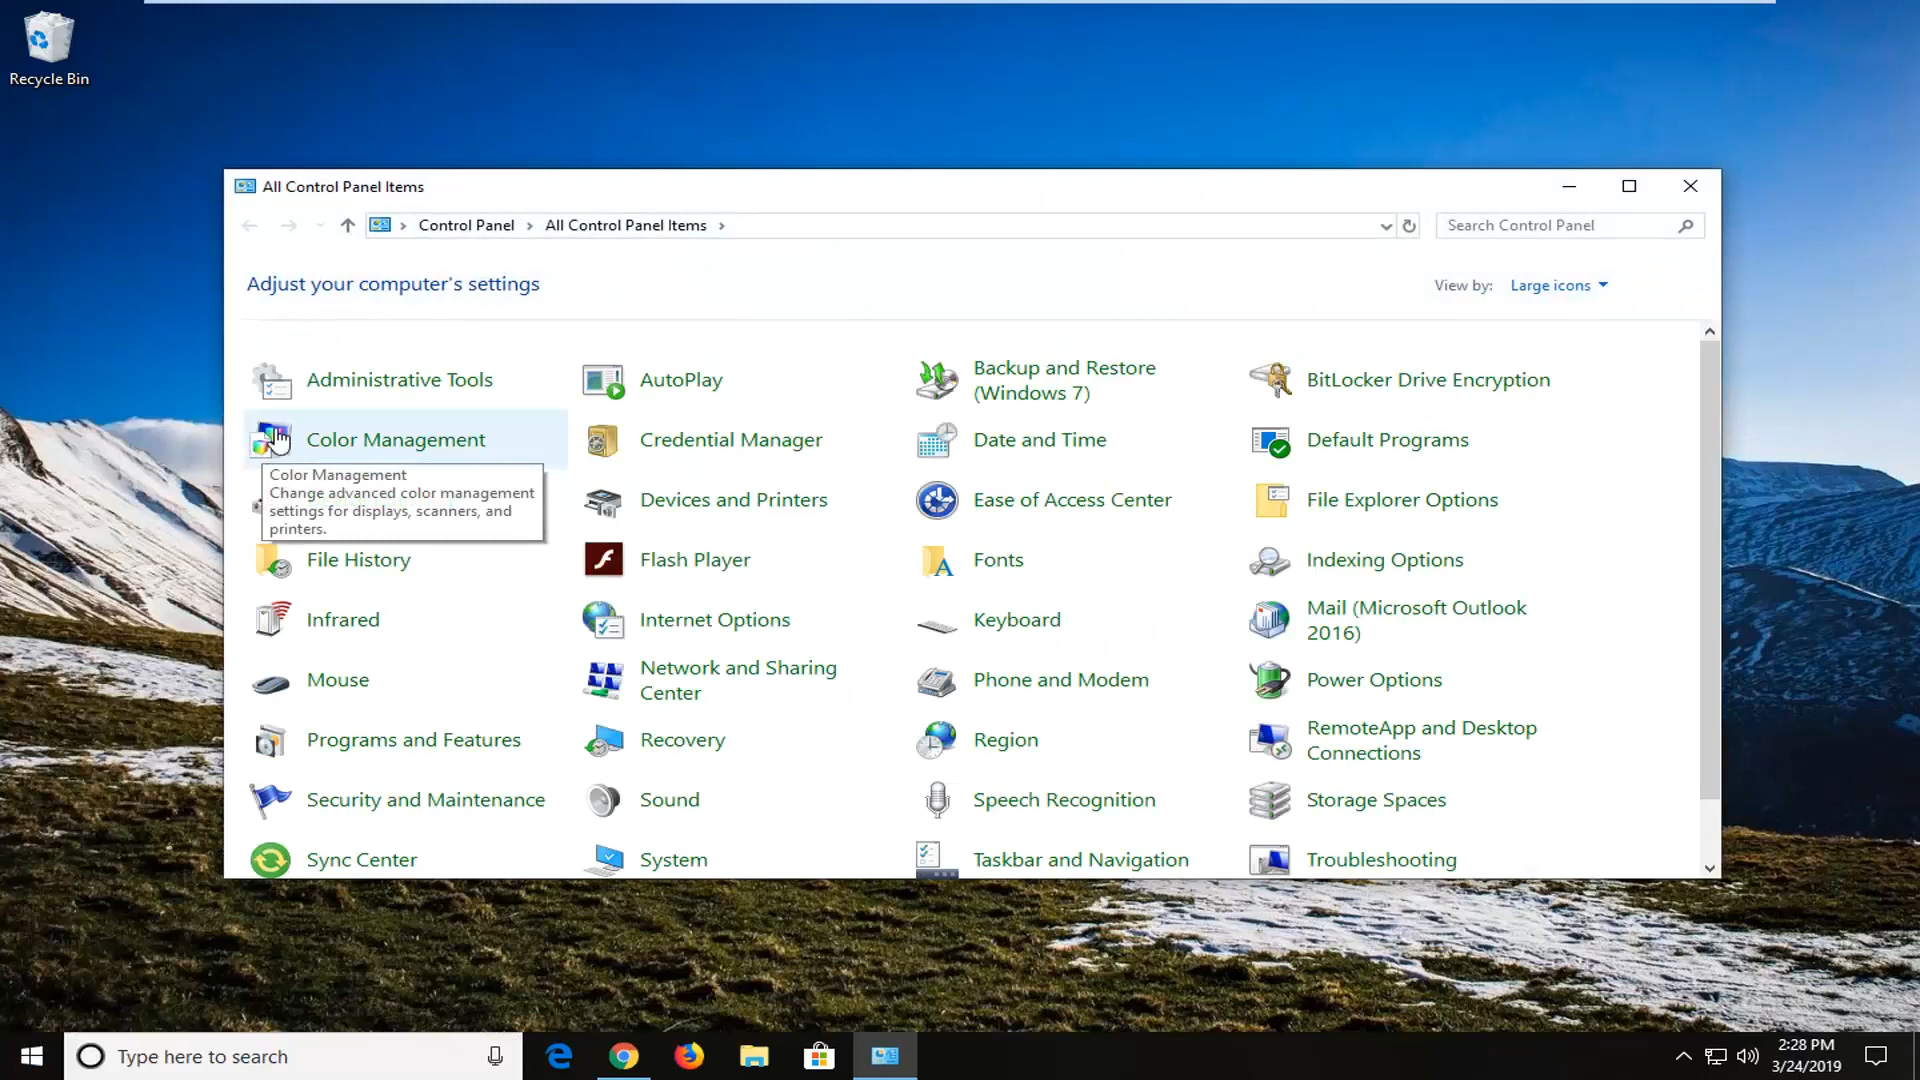 Recycle Bin
All Control Panel Items
Control Panel
All Control Panel Items
Search Control Panel
Adjust your computer's settings
View by:
Large icons
Administrative Tools
AutoPlay
Backup and Restore
(Windows 7)
BitLocker Drive Encryption
Color Management
Credential Manager
Date and Time
Default Programs
Color Management
Change advanced color management
settings for displays, scanners, and
printers.
Devices and Printers
Ease of Access Center
File Explorer Options
File History
Flash Player
Fonts
Indexing Options
Infrared
Internet Options
Keyboard
Mail (Microsoft Outlook
2016)
Mouse
Network and Sharing
Center
Phone and Modem
Power Options
Programs and Features
Recovery
Region
RemoteApp and Desktop
Connections
Security and Maintenance
Sound
Speech Recognition
Storage Spaces
Sync Center
System
Taskbar and Navigation
Troubleshooting
Type here to search
2:28 PM
3/24/2019